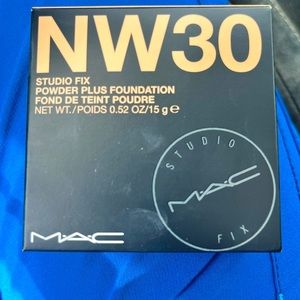 NW30
STUDIO FIX
POWDER PLUS FOUNDATION
FOND DE TEINT POUDRE
NET WT./POIDS 0.52 OZ/15 g ℮
STUDIO
MAC
FIX
MAC